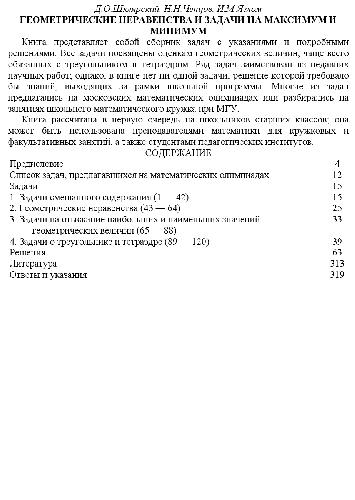 Д.О.Шклярский, Н.Н.Ченцов, И.М.Яглом
ГЕОМЕТРИЧЕСКИЕ НЕРАВЕНСТВА И ЗАДАЧИ НА МАКСИМУМ И
МИНИМУМ
Книга представляет собой сборник задач с указаниями и подробными
решениями. Все задачи посвящены оценкам геометрических величин, чаще всего
связанных с треугольником и тетраэдром. Ряд задач заимствован из недавних
научных работ, однако, в книге нет ни одной задачи, решение которой требовало
бы знаний, выходящих за рамки школьной программы. Многие из задач
предлагались на московских математических олимпиадах или разбирались на
занятиях школьного математического кружка при МГУ.
Книга рассчитана в первую очередь на школьников старших классов; она
может быть использована преподавателями математики для кружковых и
факультативных занятий, а также студентами педагогических институтов.
СОДЕРЖАНИЕ
Предисловие 4
Список задач, предлагавшихся на математических олимпиадах 12
Задачи 15
1. Задачи смешанного содержания (1 — 42) 15
2. Геометрические неравенства (43 — 64) 25
3. Задачи на отыскание наибольших и наименьших значений 33
геометрических величин (65 — 88)
4. Задачи о треугольнике и тетраэдре (89 — 120) 39
Решения 63
Литература 313
Ответы и указания 319